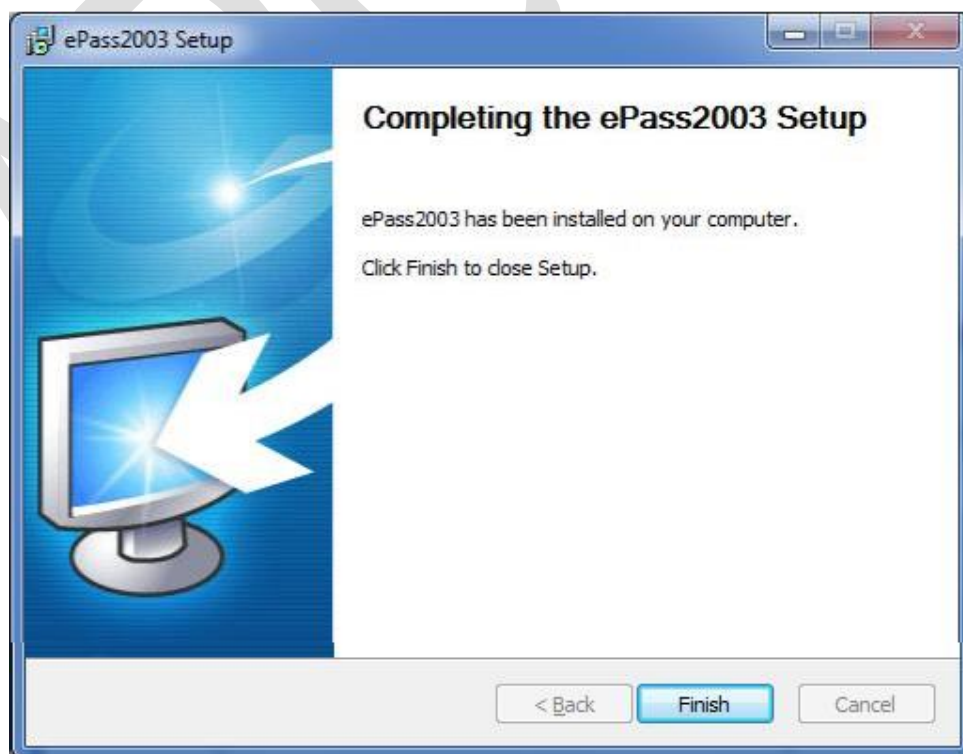 ePass2003 Setup
Completing the ePass2003 Setup
ePass2003 has been installed on your computer.
Click Finish to close Setup.
< Back Finish Cancel